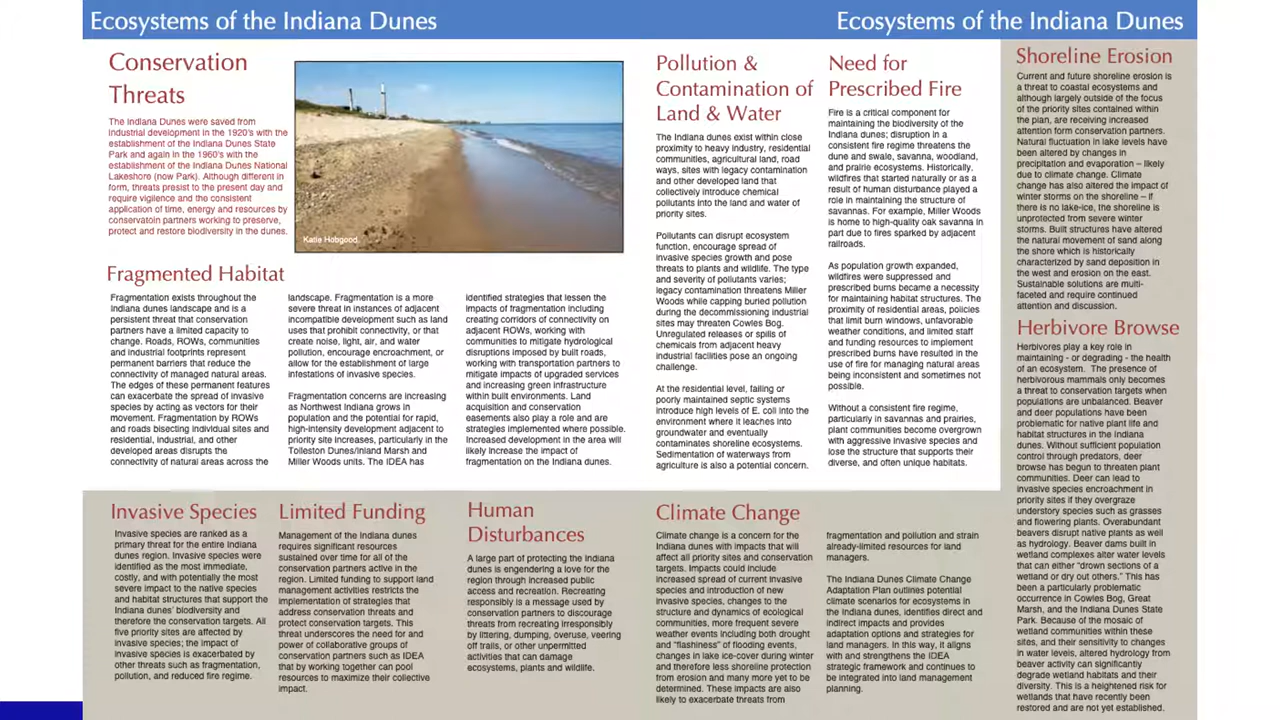 Ecosystems of the Indiana Dunes
Ecosystems of the Indiana Dunes
Conservation
Threats
The Indiana Dunes were saved from
industrial development in the 1920's with the
establishment of the Indiana Dunes State
Park and again in the 1960's with the
establishment of the Indiana Dunes National
Lakeshore (now Park). Although different in
form, threats presist to the present day and
require vigilence and the consistent
application of time, energy and resources by
conservatoin partners working to preserve,
protect and restore biodiversity in the dunes.
Katie Hobgood.
Fragmented Habitat
Fragmentation exists throughout the
Indiana dunes landscape and is a
persistent threat that conservation
partners have a limited capacity to
change. Roads, ROWs, communities
and industrial footprints represent
permanent barriers that reduce the
connectivity of managed natural areas.
The edges of these permanent features
can exacerbate the spread of invasive
species by acting as vectors for their
movement. Fragmentation by ROWs
and roads bisecting individual sites and
residential, industrial, and other
developed areas disrupts the
connectivity of natural areas across the
landscape. Fragmentation is a more
severe threat in instances of adjacent
incompatible development such as land
uses that prohibit connectivity, or that
create noise, light, air, and water
pollution, encourage encroachment, or
allow for the establishment of large
infestations of invasive species.
Fragmentation concerns are increasing
as Northwest Indiana grows in
population and the potential for rapid,
high-intensity development adjacent to
priority site increases, particularly in the
Tolleston Dunes/Inland Marsh and
Miller Woods units. The IDEA has
identified strategies that lessen the
impacts of fragmentation including
creating corridors of connectivity on
adjacent ROWs, working with
communities to mitigate hydrological
disruptions imposed by built roads,
working with transportation partners to
mitigate impacts of upgraded services
and increasing green infrastructure
within built environments. Land
acquisition and conservation
easements also play a role and are
strategies implemented where possible.
Increased development in the area will
likely increase the impact of
fragmentation on the Indiana dunes.
Pollution &
Contamination of
Land & Water
The Indiana dunes exist within close
proximity to heavy industry, residential
communities, agricultural land, road
ways, sites with legacy contamination
and other developed land that
collectively introduce chemical
pollutants into the land and water of
priority sites.
Pollutants can disrupt ecosystem
function, encourage spread of
invasive species growth and pose
threats to plants and wildlife. The type
and severity of pollutants varies;
legacy contamination threatens Miller
Woods while capping buried pollution
during the decommissioning industrial
sites may threaten Cowles Bog.
Unregulated releases or spills of
chemicals from adjacent heavy
industrial facilities pose an ongoing
challenge.
At the residential level, failing or
poorly maintained septic systems
introduce high levels of E. coli into the
environment where it leaches into
groundwater and eventually
contaminates shoreline ecosystems.
Sedimentation of waterways from
agriculture is also a potential concern.
Need for
Prescribed Fire
Fire is a critical component for
maintaining the biodiversity of the
Indiana dunes; disruption in a
consistent fire regime threatens the
dune and swale, savanna, woodland,
and prairie ecosystems. Historically,
wildfires that started naturally or as a
result of human disturbance played a
role in maintaining the structure of
savannas. For example, Miller Woods
is home to high-quality oak savanna in
part due to fires sparked by adjacent
railroads.
As population growth expanded,
wildfires were suppressed and
prescribed burns became a necessity
for maintaining habitat structures. The
proximity of residential areas, policies
that limit burn windows, unfavorable
weather conditions, and limited staff
and funding resources to implement
prescribed burns have resulted in the
use of fire for managing natural areas
being inconsistent and sometimes not
possible.
Without a consistent fire regime,
particularly in savannas and prairies,
plant communities become overgrown
with aggressive invasive species and
lose the structure that supports their
diverse, and often unique habitats.
Shoreline Erosion
Current and future shoreline erosion is
a threat to coastal ecosystems and
although largely outside of the focus
of the priority sites contained within
the plan, are receiving increased
attention form conservation partners.
Natural fluctuation in lake levels have
been altered by changes in
precipitation and evaporation – likely
due to climate change. Climate
change has also altered the impact of
winter storms on the shoreline – if
there is no lake-ice, the shoreline is
unprotected from severe winter
storms. Built structures have altered
the natural movement of sand along
the shore which is historically
characterized by sand deposition in
the west and erosion on the east.
Sustainable solutions are multi-
faceted and require continued
attention and discussion.
Herbivore Browse
Herbivores play a key role in
maintaining - or degrading - the health
of an ecosystem. The presence of
herbivorous mammals only becomes
a threat to conservation targets when
populations are unbalanced. Beaver
and deer populations have been
problematic for native plant life and
habitat structures in the Indiana
dunes. Without sufficient population
control through predators, deer
browse has begun to threaten plant
communities. Deer can lead to
invasive species encroachment in
priority sites if they overgraze
understory species such as grasses
and flowering plants. Overabundant
beavers disrupt native plants as well
as hydrology. Beaver dams built in
wetland complexes alter water levels
that can either “drown sections of a
wetland or dry out others.” This has
been a particularly problematic
occurrence in Cowles Bog, Great
Marsh, and the Indiana Dunes State
Park. Because of the mosaic of
wetland communities within these
sites, and their sensitivity to changes
in water levels, altered hydrology from
beaver activity can significantly
degrade wetland habitats and their
diversity. This is a heightened risk for
wetlands that have recently been
restored and are not yet established.
Invasive Species
Invasive species are ranked as a
primary threat for the entire Indiana
dunes region. Invasive species were
identified as the most immediate,
costly, and with potentially the most
severe impact to the native species
and habitat structures that support the
Indiana dunes' biodiversity and
therefore the conservation targets. All
five priority sites are affected by
invasive species; the impact of
invasive species is exacerbated by
other threats such as fragmentation,
pollution, and reduced fire regime.
Limited Funding
Management of the Indiana dunes
requires significant resources
sustained over time for all of the
conservation partners active in the
region. Limited funding to support land
management activities restricts the
implementation of strategies that
address conservation threats and
protect conservation targets. This
threat underscores the need for and
power of collaborative groups of
conservation partners such as IDEA
that by working together can pool
resources to maximize their collective
impact.
Human
Disturbances
A large part of protecting the Indiana
dunes is engendering a love for the
region through increased public
access and recreation. Recreating
responsibly is a message used by
conservation partners to discourage
threats from recreating irresponsibly
by littering, dumping, overuse, veering
off trails, or other unpermitted
activities that can damage
ecosystems, plants and wildlife.
Climate Change
Climate change is a concern for the
Indiana dunes with impacts that will
affect all priority sites and conservation
targets. Impacts could include
increased spread of current invasive
species and introduction of new
invasive species, changes to the
structure and dynamics of ecological
communities, more frequent severe
weather events including both drought
and “flashiness” of flooding events,
changes in lake ice-cover during winter
and therefore less shoreline protection
from erosion and many more yet to be
determined. These impacts are also
likely to exacerbate threats from
fragmentation and pollution and strain
already-limited resources for land
managers.
The Indiana Dunes Climate Change
Adaptation Plan outlines potential
climate scenarios for ecosystems in
the Indiana dunes, identifies direct and
indirect impacts and provides
adaptation options and strategies for
land managers. In this way, it aligns
with and strengthens the IDEA
strategic framework and continues to
be integrated into land management
planning.